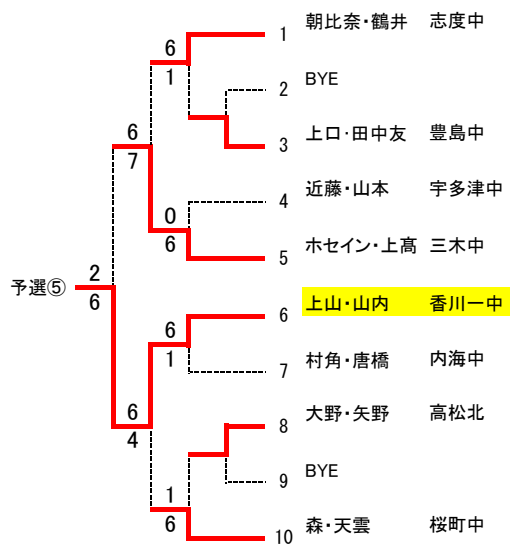 1 朝比奈・鶴井 志度中
6
1
2 BYE
3 上口・田中友 豊島中
6
7
4 近藤・山本 宇多津中
0
6
5 ホセイン・上髙 三木中
予選⑤
2
6
6 上山・山内 香川一中
6
1
7 村角・唐橋 内海中
6
4
8 大野・矢野 高松北
9 BYE
1
6
10 森・天雲 桜町中